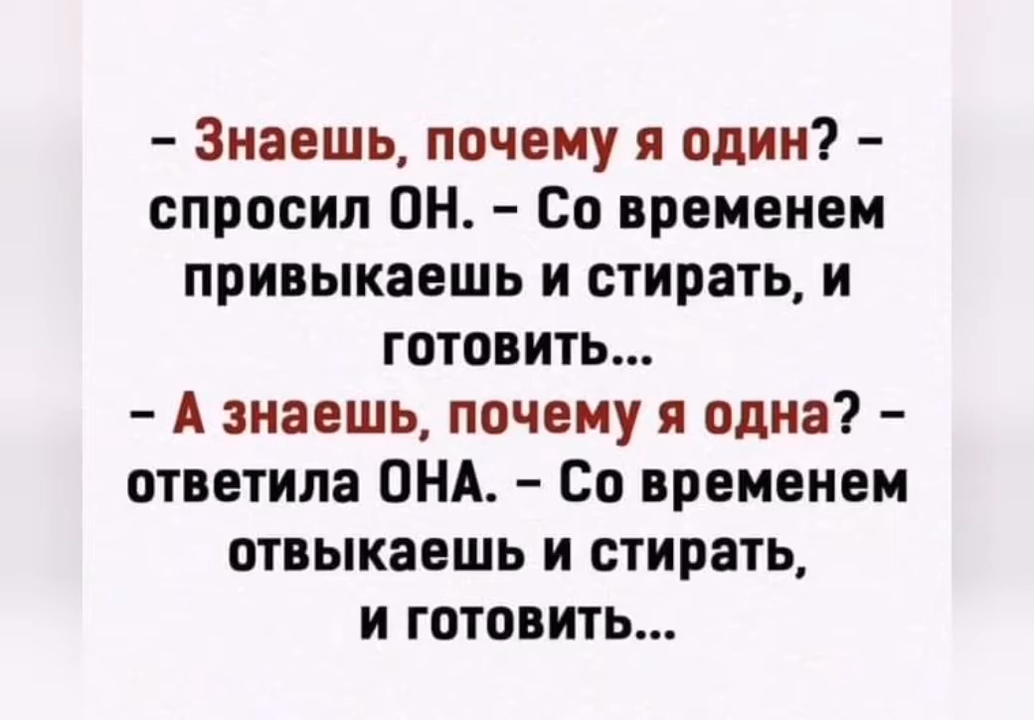 – Знаешь, почему я один? –
спросил ОН. – Со временем
привыкаешь и стирать, и
готовить...
– А знаешь, почему я одна? –
ответила ОНА. – Со временем
отвыкаешь и стирать,
и готовить...